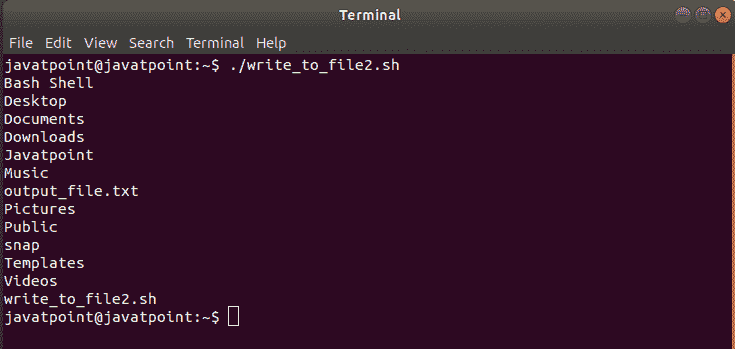 Terminal
File Edit View Search Terminal Help
javatpoint@javatpoint:~$ ./write_to_file2.sh
Bash Shell
Desktop
Documents
Downloads
Javatpoint
Music
output_file.txt
Pictures
Public
snap
Templates
Videos
write_to_file2.sh
javatpoint@javatpoint:~$